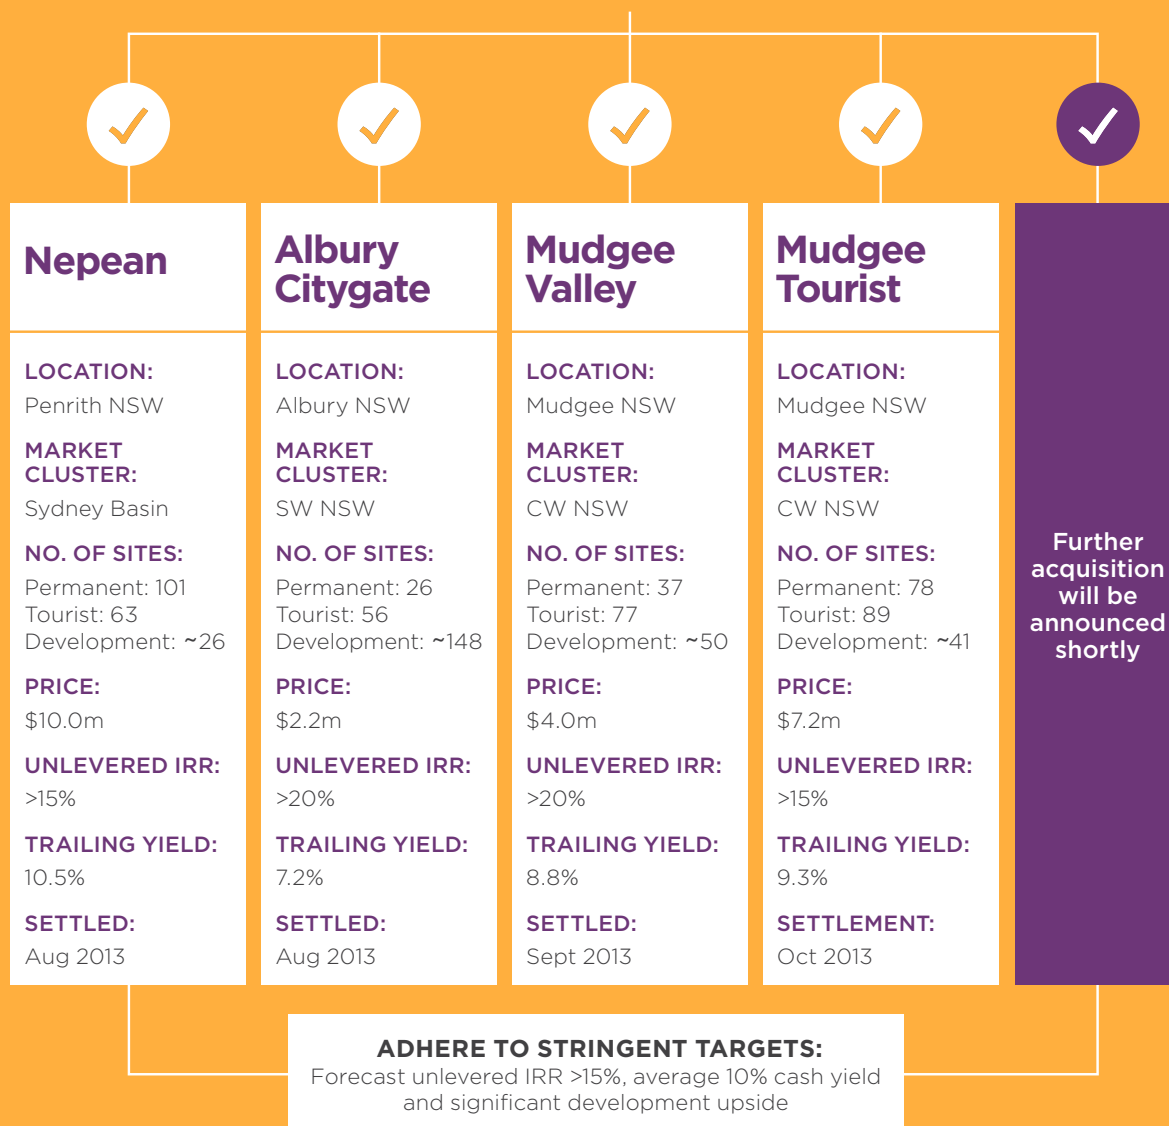 Nepean
LOCATION:
Penrith NSW
MARKET
CLUSTER:
Sydney Basin
NO. OF SITES:
Permanent: 101
Tourist: 63
Development: ~26
PRICE:
$10.0m
UNLEVERED IRR:
>15%
TRAILING YIELD:
10.5%
SETTLED:
Aug 2013
Albury
Citygate
LOCATION:
Albury NSW
MARKET
CLUSTER:
SW NSW
NO. OF SITES:
Permanent: 26
Tourist: 56
Development: ~148
PRICE:
$2.2m
UNLEVERED IRR:
>20%
TRAILING YIELD:
7.2%
SETTLED:
Aug 2013
Mudgee
Valley
LOCATION:
Mudgee NSW
MARKET
CLUSTER:
CW NSW
NO. OF SITES:
Permanent: 37
Tourist: 77
Development: ~50
PRICE:
$4.0m
UNLEVERED IRR:
>20%
TRAILING YIELD:
8.8%
SETTLED:
Sept 2013
Mudgee
Tourist
LOCATION:
Mudgee NSW
MARKET
CLUSTER:
CW NSW
NO. OF SITES:
Permanent: 78
Tourist: 89
Development: ~41
PRICE:
$7.2m
UNLEVERED IRR:
>15%
TRAILING YIELD:
9.3%
SETTLEMENT:
Oct 2013
Further
acquisition
will be
announced
shortly
ADHERE TO STRINGENT TARGETS:
Forecast unlevered IRR >15%, average 10% cash yield
and significant development upside